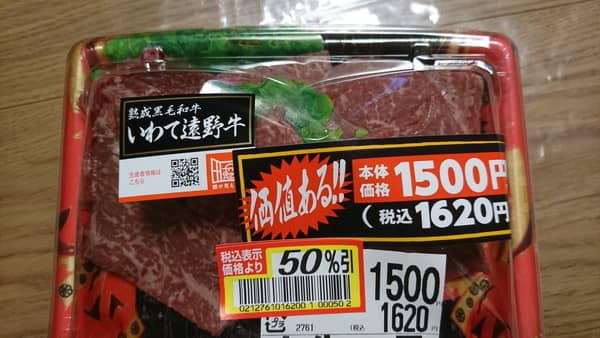 熟成黒毛和牛
いわて遠野牛
生産者情報は
こちら
価値ある!!
本体
価格
1500円
(税込1620円
税込表示
価格より
50%引
0212761016200 1 00050 2
1500
1620
プラ
2761
(税込